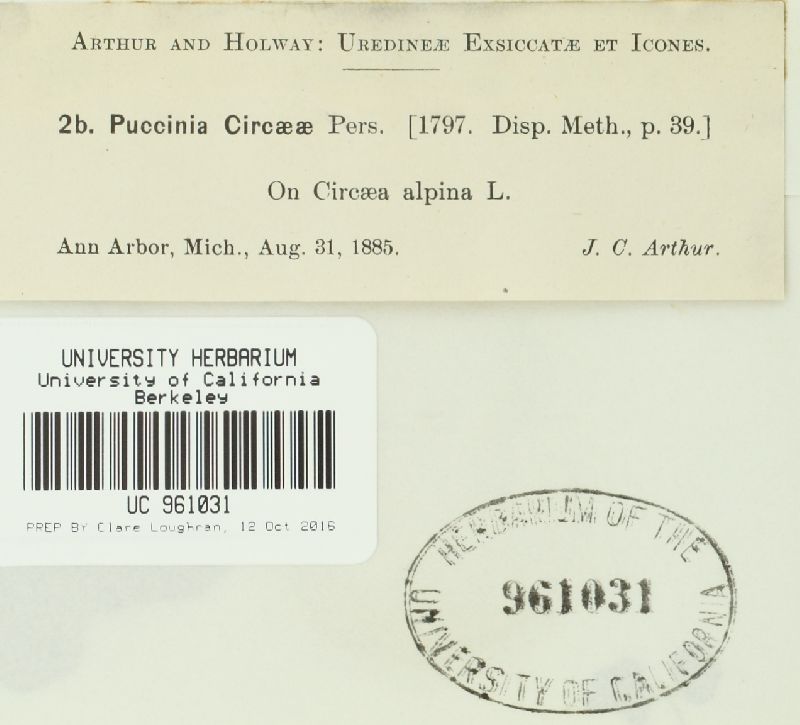 Arthur and Holway: Uredineæ Exsiccatæ et Icones.
2b. Puccinia Circææ Pers. [1797. Disp. Meth., p. 39.]
On Circæa alpina L.
Ann Arbor, Mich., Aug. 31, 1885. J. C. Arthur.
UNIVERSITY HERBARIUM
University of California
Berkeley
UC 961031
PREP BY Clare Loughran, 12 Oct 2016
HERBARIUM OF THE
961031
UNIVERSITY OF CALIFORNIA